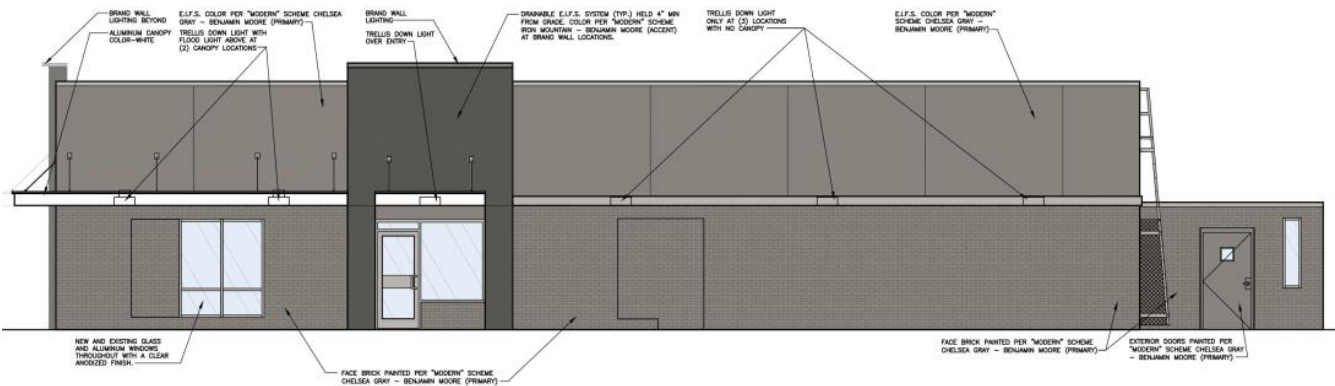 BRAND WALL
LIGHTING BEYOND
ALUMINUM CANOPY
COLOR-WHITE
E.I.F.S. COLOR PER "MODERN" SCHEME CHELSEA
GRAY - BENJAMIN MOORE (PRIMARY)
TRELLIS DOWN LIGHT WITH
FLOOD LIGHT ABOVE AT
(2) CANOPY LOCATIONS
BRAND WALL
LIGHTING
TRELLIS DOWN LIGHT
OVER ENTRY
DRAINABLE E.I.F.S. SYSTEM (TYP.) HELD 4" MIN
FROM GRADE. COLOR PER "MODERN" SCHEME
IRON MOUNTAIN - BENJAMIN MOORE (ACCENT)
AT BRAND WALL LOCATIONS.
TRELLIS DOWN LIGHT
ONLY AT (3) LOCATIONS
WITH NO CANOPY
E.I.F.S. COLOR PER "MODERN"
SCHEME CHELSEA GRAY -
BENJAMIN MOORE (PRIMARY)
NEW AND EXISTING GLASS
AND ALUMINUM WINDOWS
THROUGHOUT WITH A CLEAR
ANODIZED FINISH.
FACE BRICK PAINTED PER "MODERN" SCHEME
CHELSEA GRAY - BENJAMIN MOORE (PRIMARY)
FACE BRICK PAINTED PER "MODERN" SCHEME
CHELSEA GRAY - BENJAMIN MOORE (PRIMARY)
EXTERIOR DOORS PAINTED PER
"MODERN" SCHEME CHELSEA GRAY
- BENJAMIN MOORE (PRIMARY)